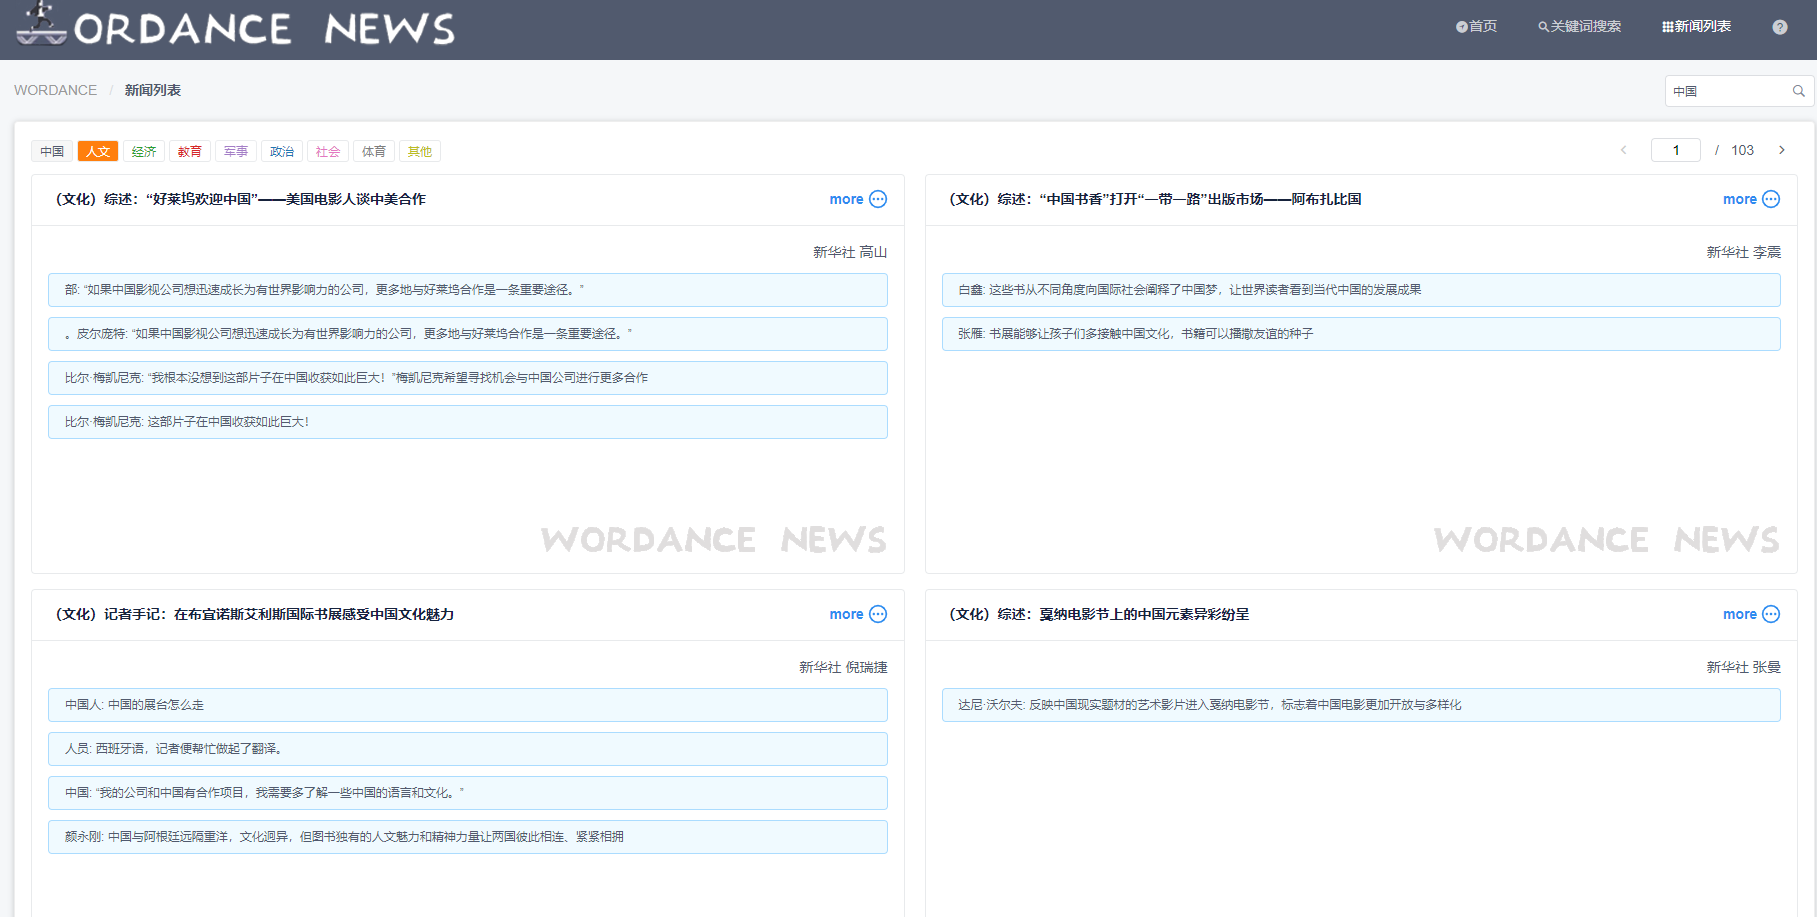 ORDANCE NEWS
首页 关键词搜索 新闻列表 ?
WORDANCE / 新闻列表
中国
中国 人文 经济 教育 军事 政治 社会 体育 其他
1 / 103
（文化）综述：“好莱坞欢迎中国”——美国电影人谈中美合作
more
新华社 高山
部: “如果中国影视公司想迅速成长为有世界影响力的公司，更多地与好莱坞合作是一条重要途径。”
。皮尔庞特: “如果中国影视公司想迅速成长为有世界影响力的公司，更多地与好莱坞合作是一条重要途径。”
比尔·梅凯尼克: “我根本没想到这部片子在中国收获如此巨大！”梅凯尼克希望寻找机会与中国公司进行更多合作
比尔·梅凯尼克: 这部片子在中国收获如此巨大！
WORDANCE NEWS
（文化）综述：“中国书香”打开“一带一路”出版市场——阿布扎比国
more
新华社 李震
白鑫: 这些书从不同角度向国际社会阐释了中国梦，让世界读者看到当代中国的发展成果
张雁: 书展能够让孩子们多接触中国文化，书籍可以播撒友谊的种子
WORDANCE NEWS
（文化）记者手记：在布宜诺斯艾利斯国际书展感受中国文化魅力
more
新华社 倪瑞捷
中国人: 中国的展台怎么走
人员: 西班牙语，记者便帮忙做起了翻译。
中国: “我的公司和中国有合作项目，我需要多了解一些中国的语言和文化。”
颜永刚: 中国与阿根廷远隔重洋，文化迥异，但图书独有的人文魅力和精神力量让两国彼此相连、紧紧相拥
（文化）综述：戛纳电影节上的中国元素异彩纷呈
more
新华社 张曼
达尼·沃尔夫: 反映中国现实题材的艺术影片进入戛纳电影节，标志着中国电影更加开放与多样化